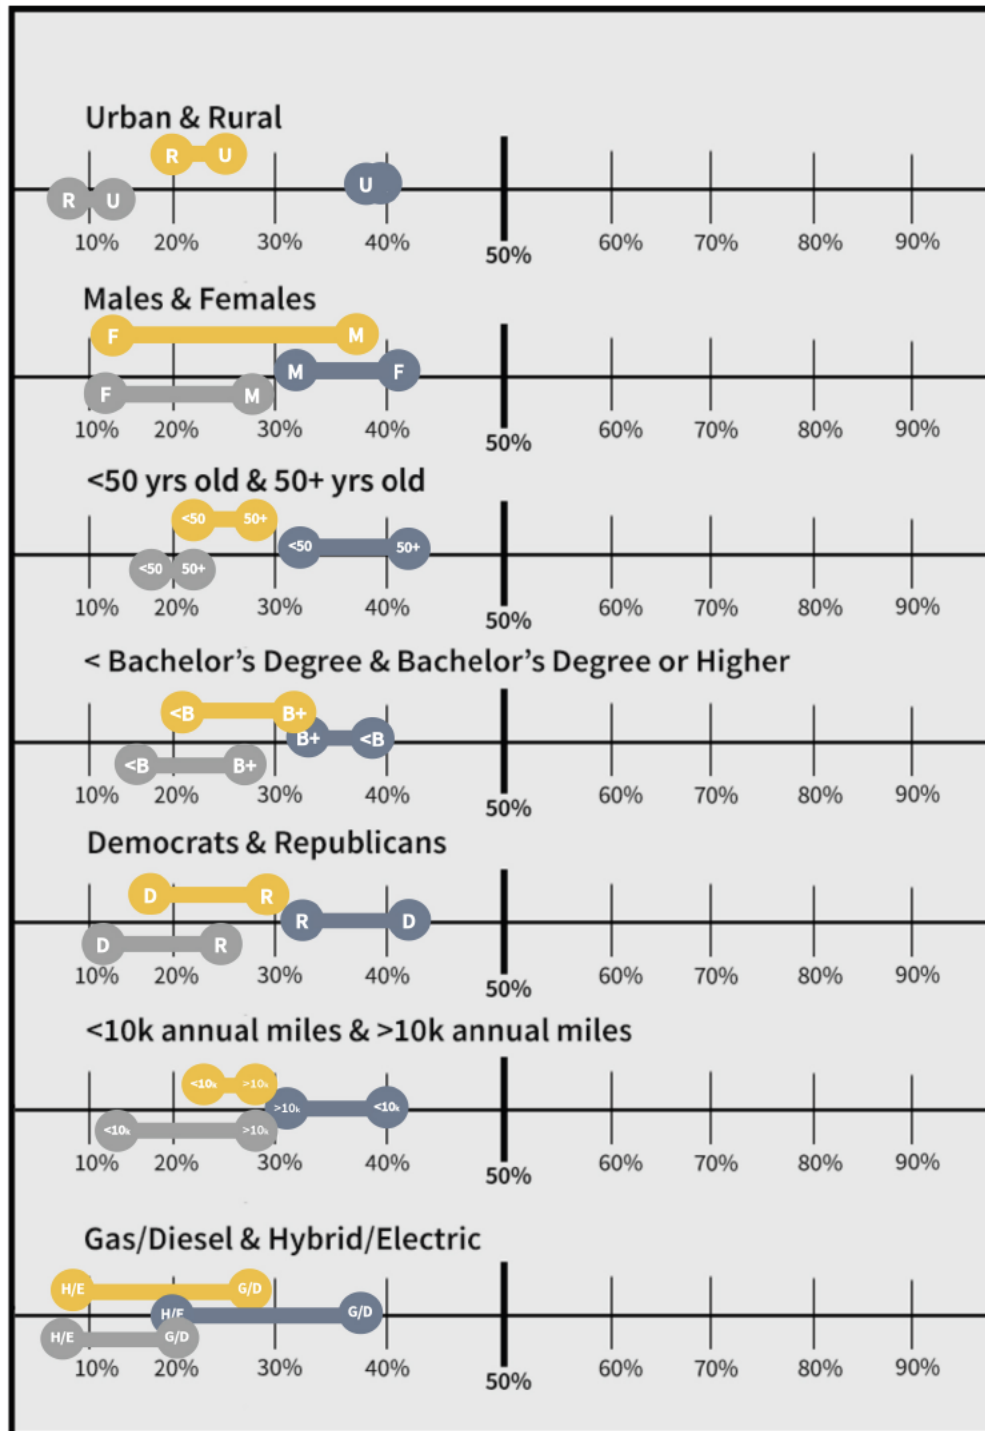 Urban & Rural
R U
U
R U
10% 20% 30% 40% 50% 60% 70% 80% 90%
Males & Females
F M
M F
F M
10% 20% 30% 40% 50% 60% 70% 80% 90%
<50 yrs old & 50+ yrs old
<50 50+
<50 50+
<50 50+
10% 20% 30% 40% 50% 60% 70% 80% 90%
< Bachelor’s Degree & Bachelor’s Degree or Higher
<B B+
B+ <B
<B B+
10% 20% 30% 40% 50% 60% 70% 80% 90%
Democrats & Republicans
D R
R D
D R
10% 20% 30% 40% 50% 60% 70% 80% 90%
<10k annual miles & >10k annual miles
<10k >10k
>10k <10k
<10k >10k
10% 20% 30% 40% 50% 60% 70% 80% 90%
Gas/Diesel & Hybrid/Electric
H/E G/D
H/E G/D
H/E G/D
10% 20% 30% 40% 50% 60% 70% 80% 90%